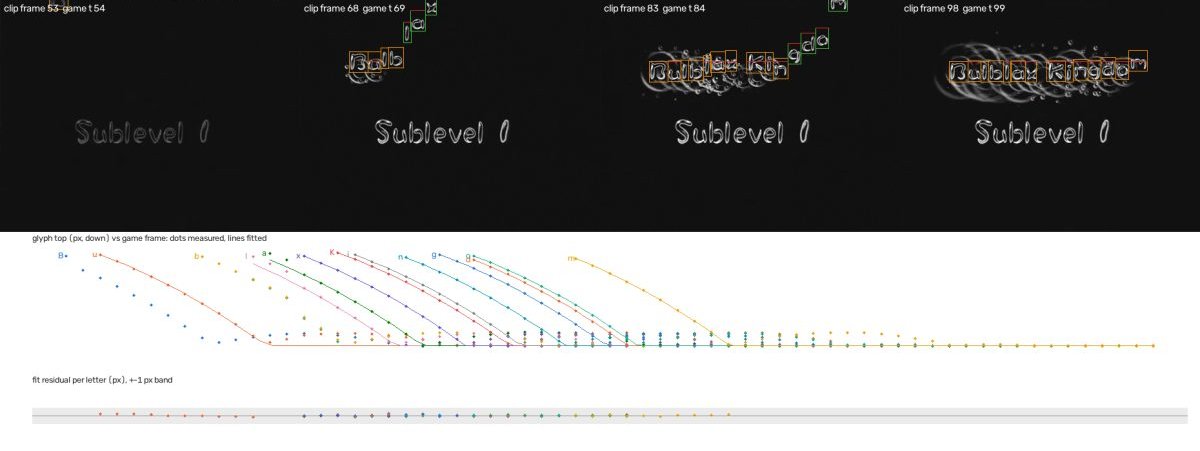 clip frame 53 game t 54
clip frame 68 game t 69
clip frame 83 game t 84
clip frame 98 game t 99
Bulb
l a x
Bulblax Kin
g d o
m
Bulblax Kingdom
Sublevel 1
Sublevel 1
Sublevel 1
Sublevel 1
glyph top (px, down) vs game frame: dots measured, lines fitted
B u b l a x K i n g d m
fit residual per letter (px), +-1 px band